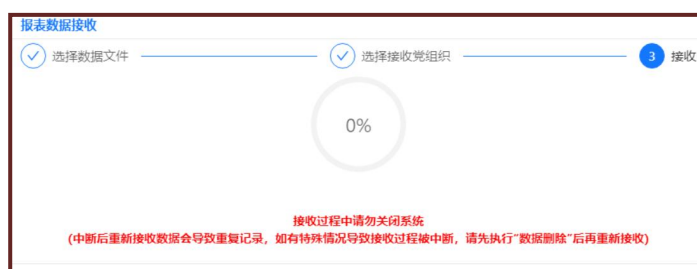 报表数据接收
选择数据文件 选择接收党组织 3 接收
0%
接收过程中请勿关闭系统
(中断后重新接收数据会导致重复记录，如有特殊情况导致接收过程被中断，请先执行"数据删除"后再重新接收)